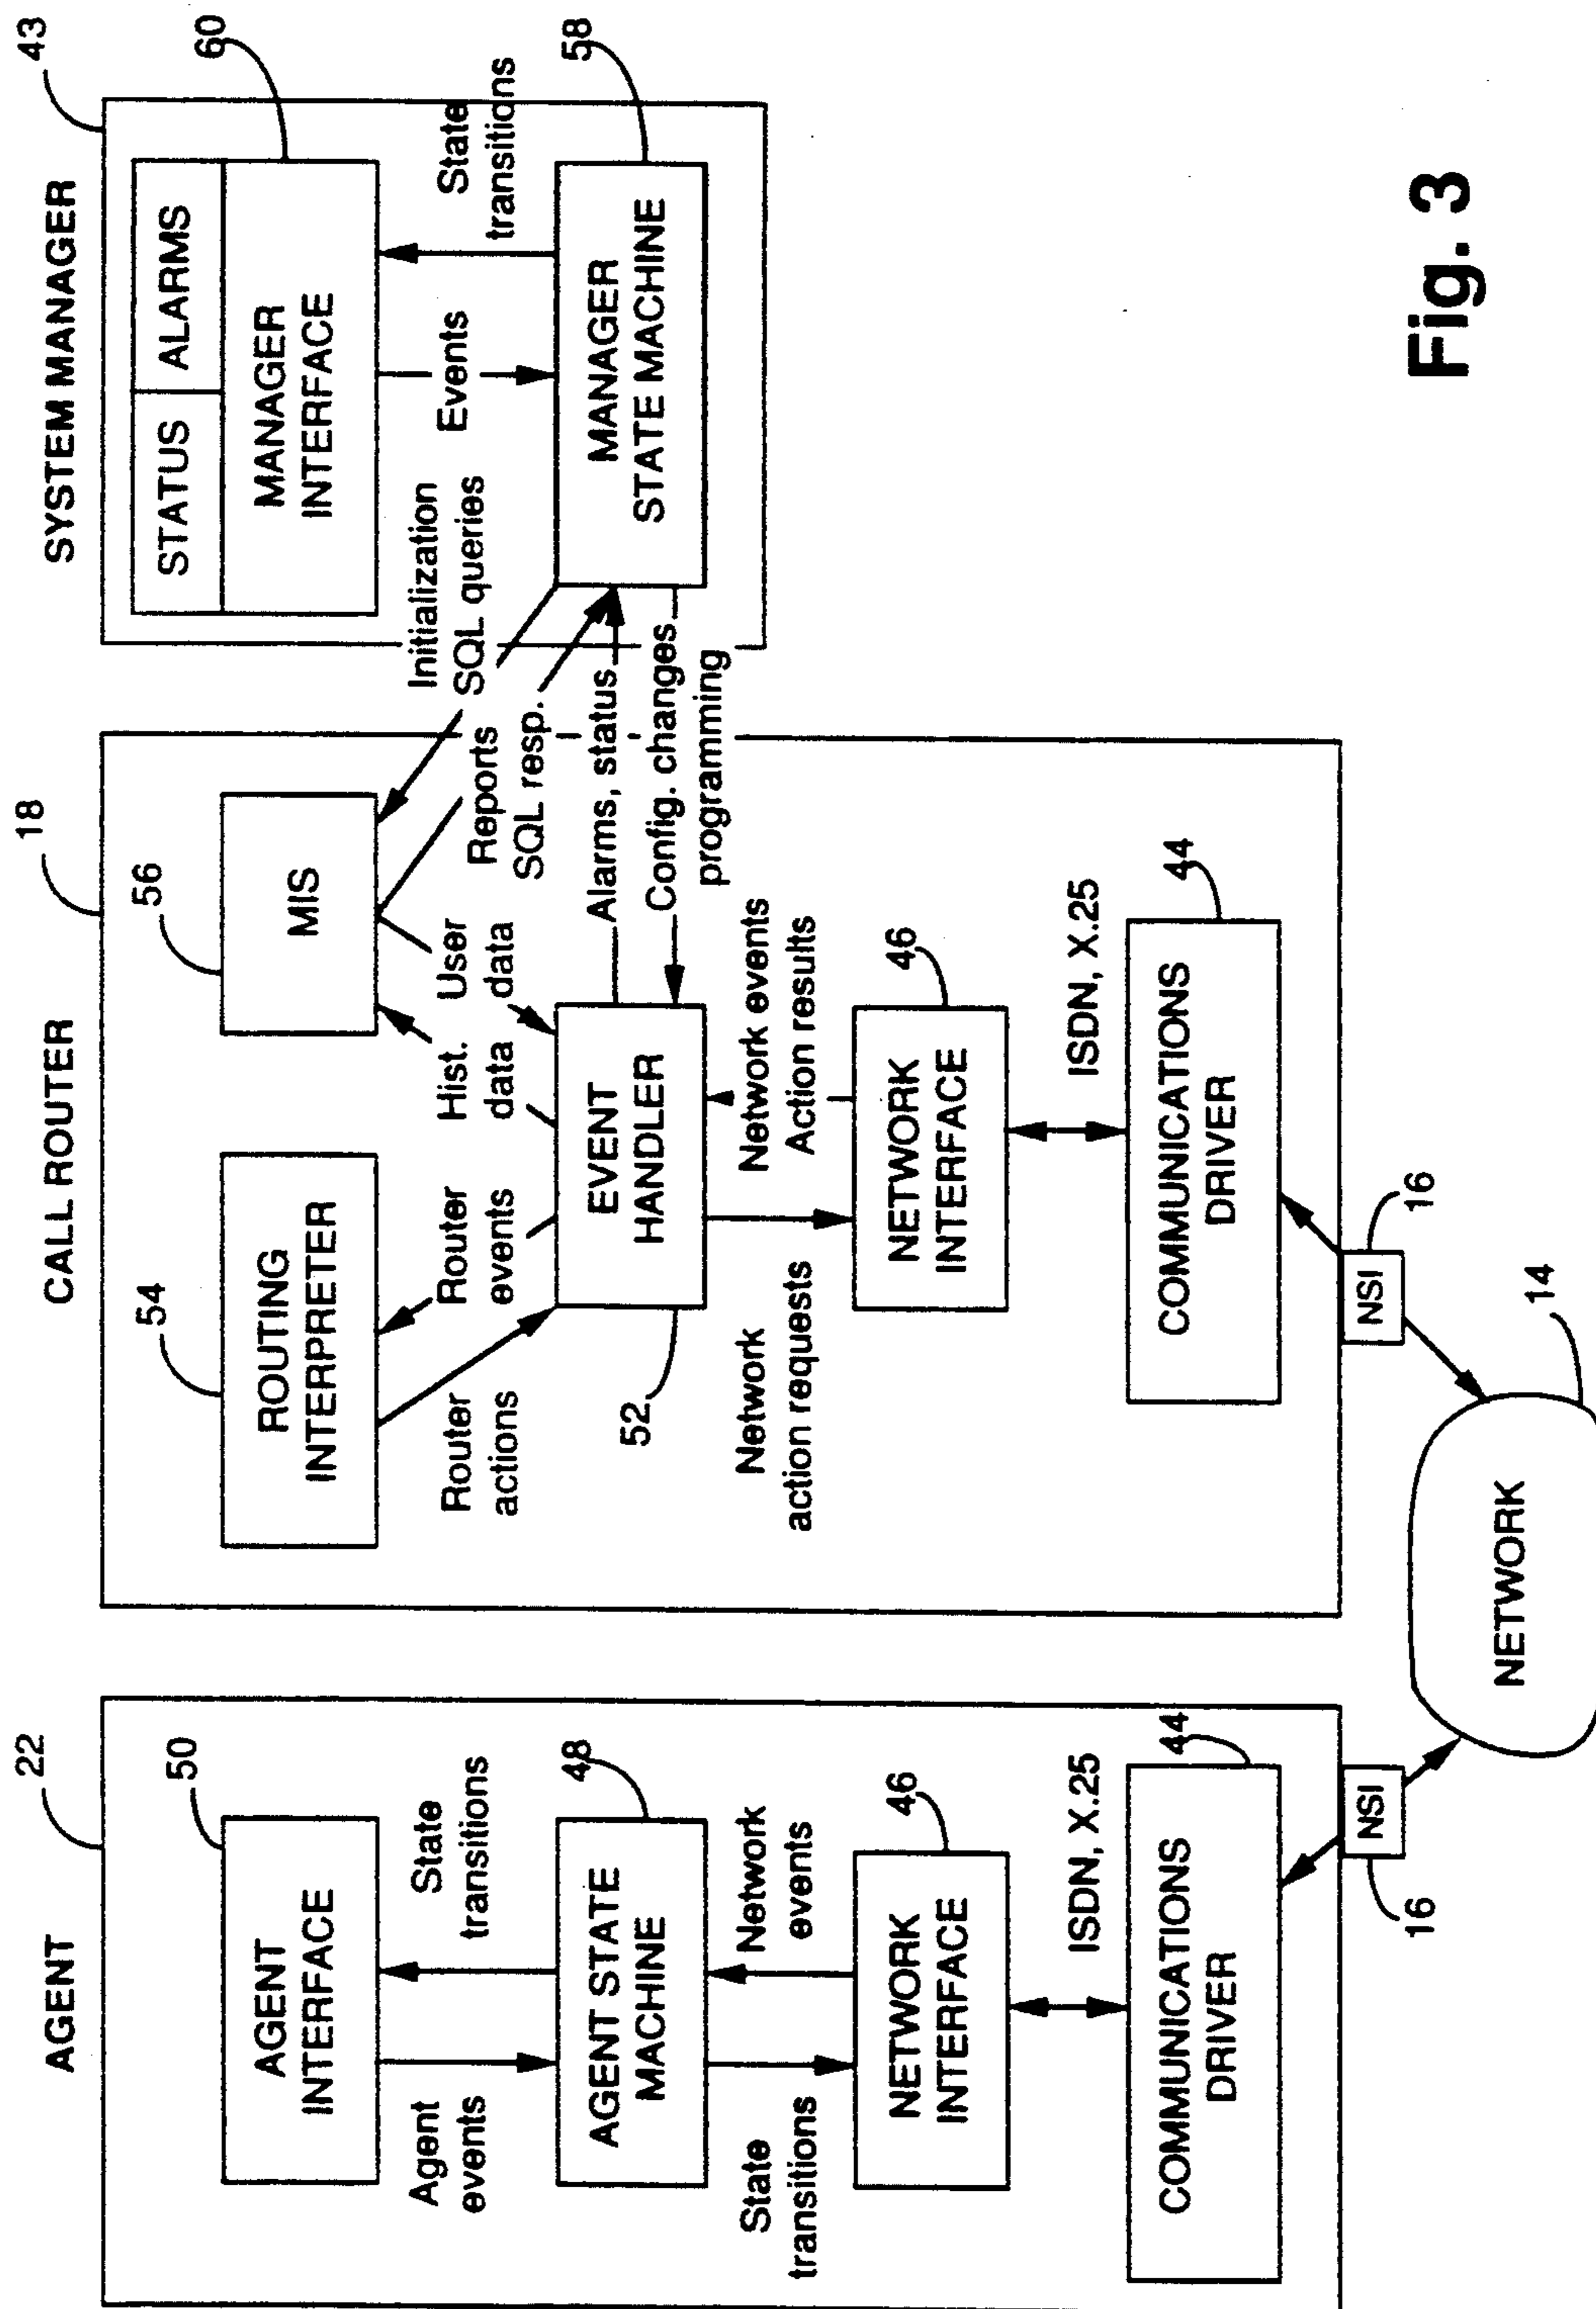 AGENT
22
50
AGENT
INTERFACE
Agent
events
State
transitions
48
AGENT STATE
MACHINE
State
transitions
Network
events
46
NETWORK
INTERFACE
ISDN, X.25
44
COMMUNICATIONS
DRIVER
NSI
16
CALL ROUTER
18
54
ROUTING
INTERPRETER
56
MIS
Router
actions
Router
events
Hist.
data
User
data
52
EVENT
HANDLER
Network
action requests
Network events
Action results
46
NETWORK
INTERFACE
ISDN, X.25
44
COMMUNICATIONS
DRIVER
NSI
16
NETWORK
14
SYSTEM MANAGER
43
STATUS
ALARMS
60
MANAGER
INTERFACE
Initialization
SQL queries
Events
State
transitions
Reports
SQL resp.
Alarms, status
Config. changes
programming
58
MANAGER
STATE MACHINE
Fig. 3